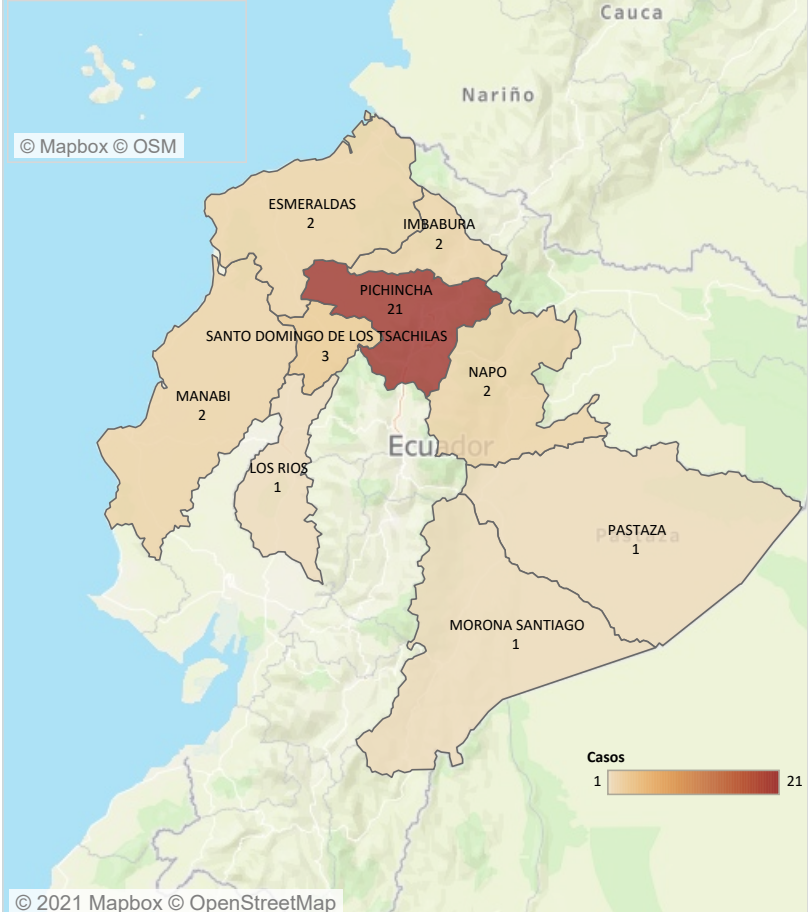 Cauca
Nariño
© Mapbox © OSM
ESMERALDAS
2
IMBABURA
2
PICHINCHA
21
SANTO DOMINGO DE LOS TSACHILAS
3
NAPO
2
MANABI
2
Ecuador
LOS RIOS
1
Pastaza
PASTAZA
1
MORONA SANTIAGO
1
Casos
1
21
© 2021 Mapbox © OpenStreetMap